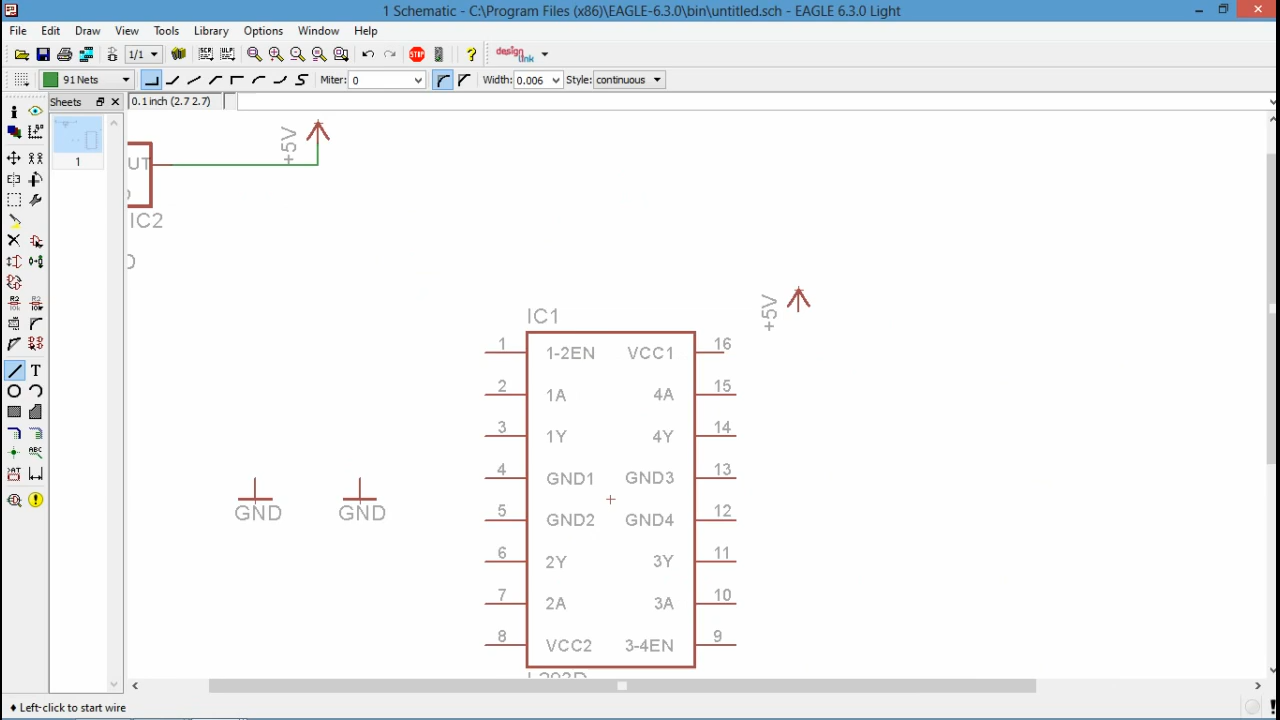 1 Schematic - C:\Program Files (x86)\EAGLE-6.3.0\bin\untitled.sch - EAGLE 6.3.0 Light
File Edit Draw View Tools Library Options Window Help
1/1 SCR ULP STOP ? design link
91 Nets Miter: 0 Width: 0.006 Style: continuous
Sheets 0.1 inch (2.7 2.7)
1
+5V
UT
IC2
+5V
IC1
1 1-2EN VCC1 16
2 1A 4A 15
3 1Y 4Y 14
4 GND1 GND3 13
5 GND2 GND4 12
6 2Y 3Y 11
7 2A 3A 10
8 VCC2 3-4EN 9
GND GND
L293D
Left-click to start wire